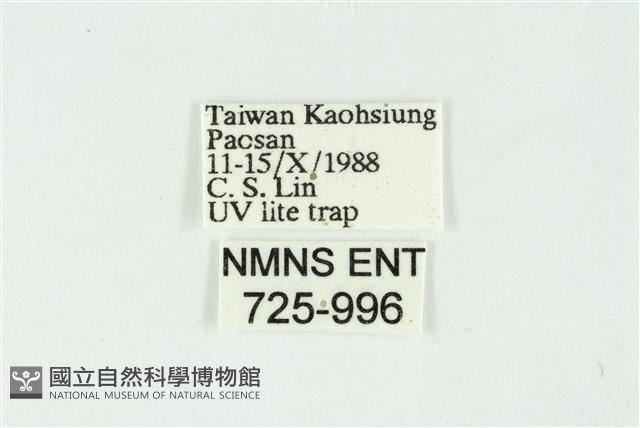 Taiwan Kaohsiung
Paosan
11-15/X/1988
C. S. Lin
UV lite trap
NMNS ENT
725-996
國立自然科學博物館
NATIONAL MUSEUM OF NATURAL SCIENCE